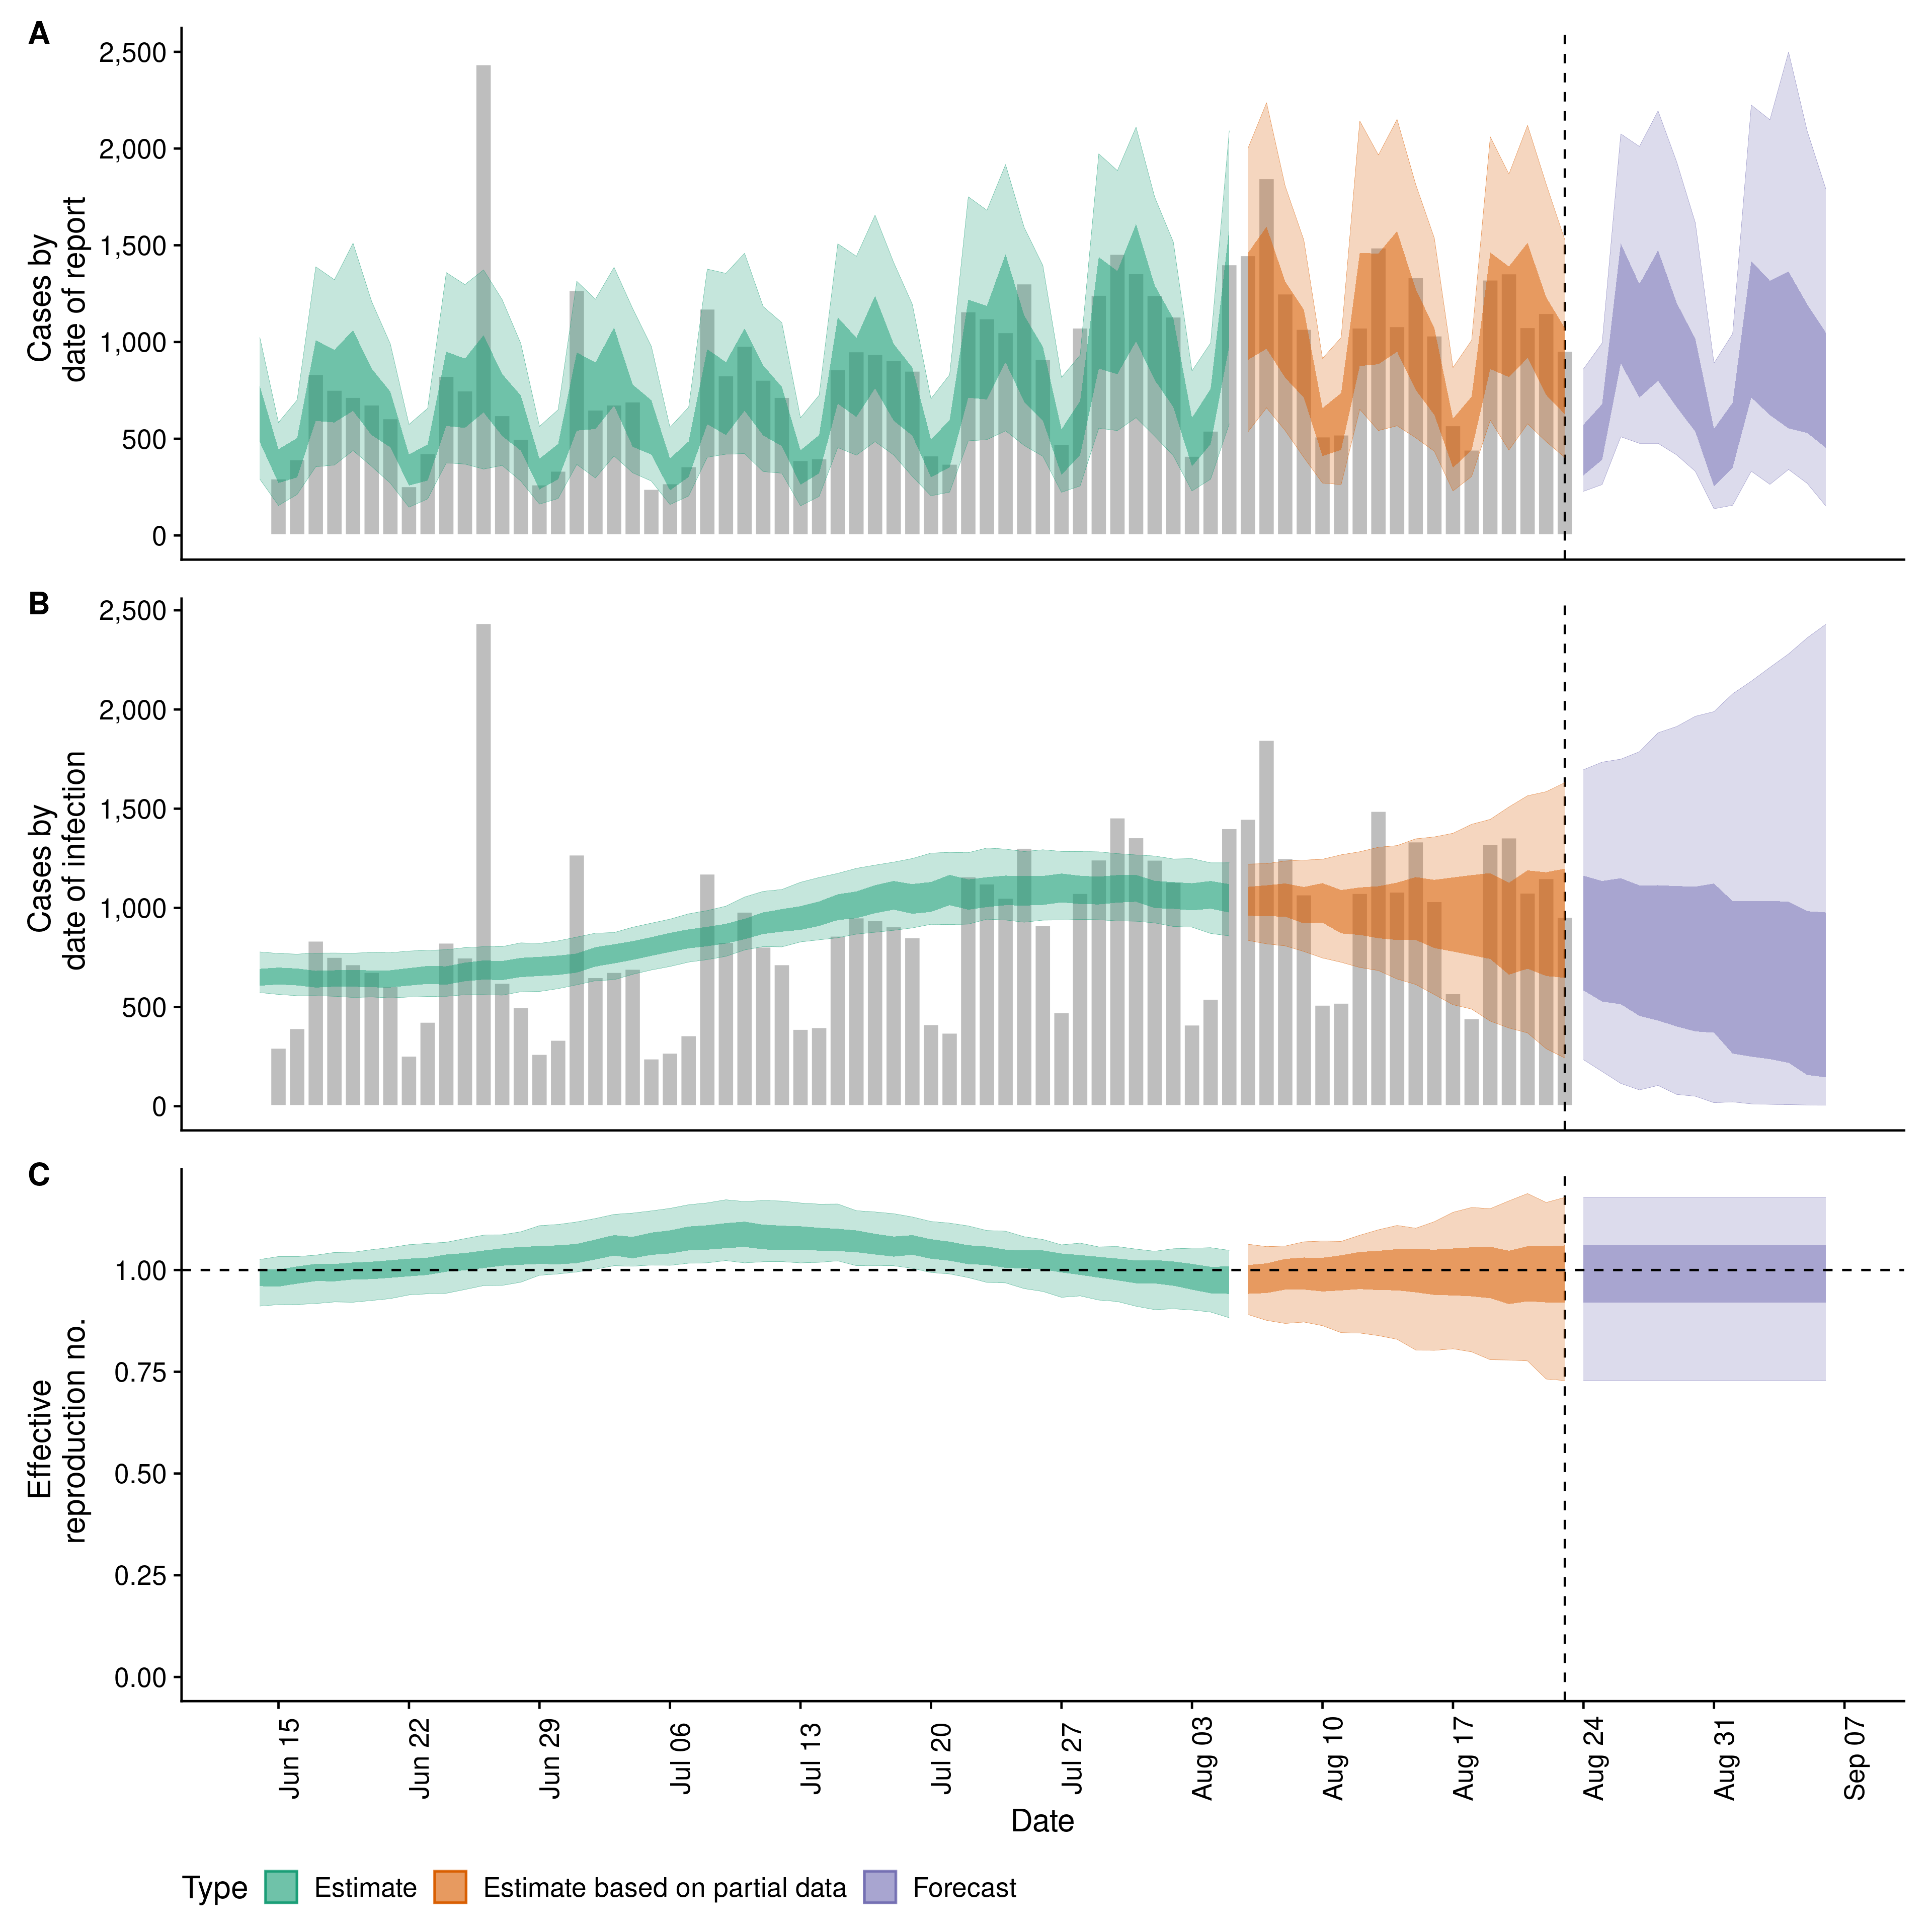 A
Cases by
date of report
2,500
2,000
1,500
1,000
500
0
B
Cases by
date of infection
2,500
2,000
1,500
1,000
500
0
C
Effective
reproduction no.
1.00
0.75
0.50
0.25
0.00
Jun 15
Jun 22
Jun 29
Jul 06
Jul 13
Jul 20
Jul 27
Aug 03
Aug 10
Aug 17
Aug 24
Aug 31
Sep 07
Date
Type Estimate Estimate based on partial data Forecast